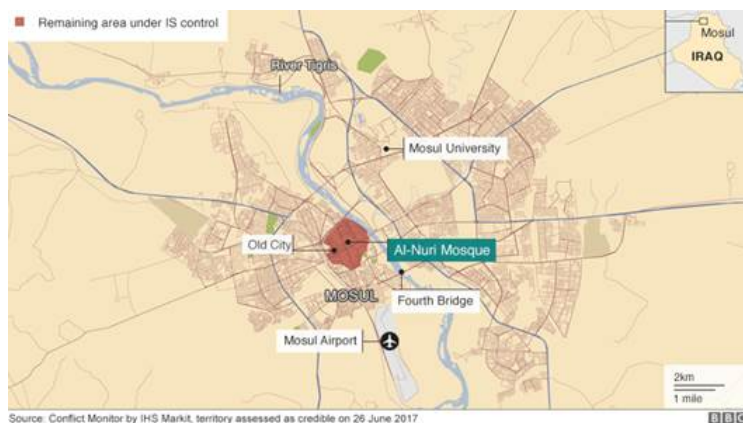 Remaining area under IS control
Mosul
IRAQ
River Tigris
Mosul University
Old City
Al-Nuri Mosque
MOSUL
Fourth Bridge
Mosul Airport
2km
1 mile
Source: Conflict Monitor by IHS Markit, territory assessed as credible on 26 June 2017
BBC